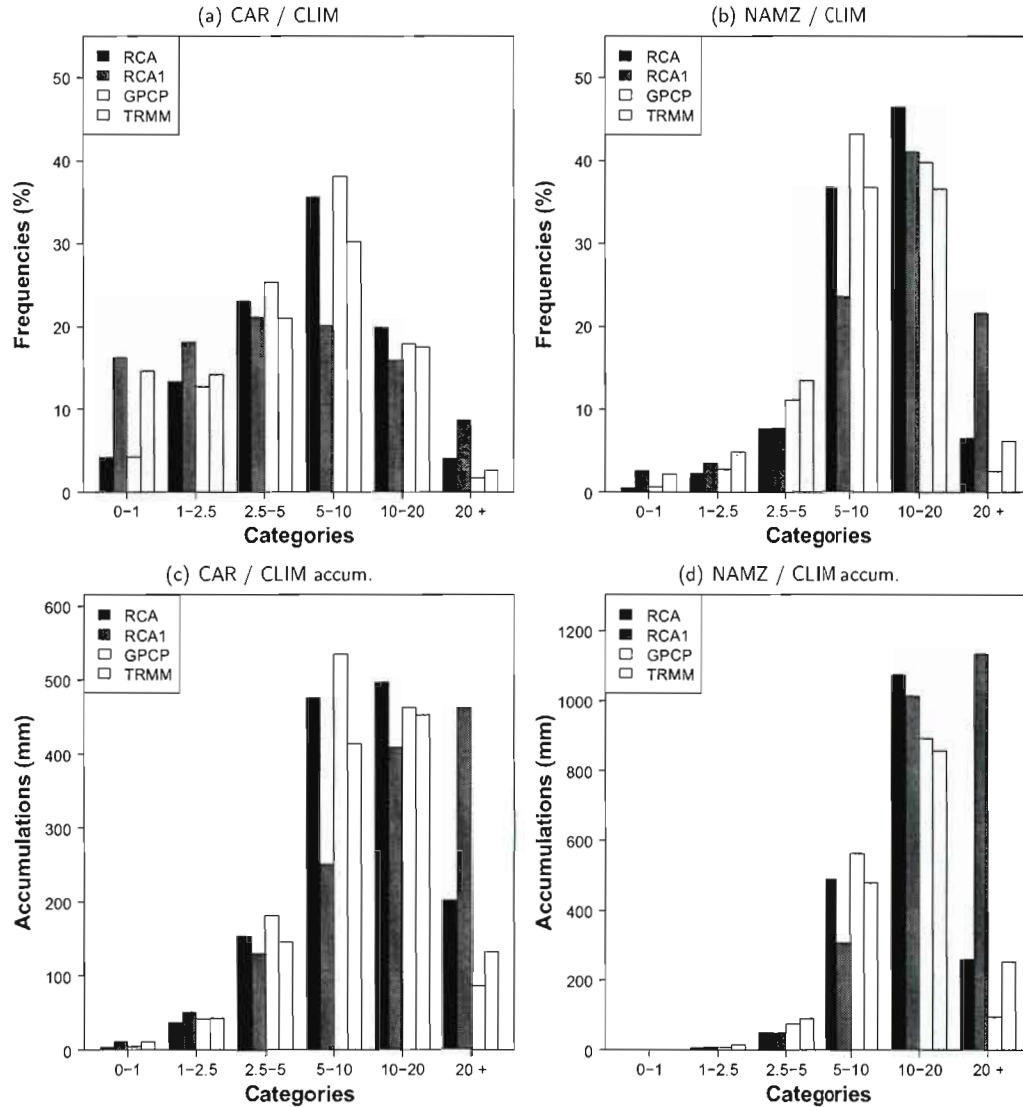 (a) CAR / CLIM
RCA
RCA1
GPCP
TRMM
50
40
30
20
10
0
Frequencies (%)
0−1 1−2.5 2.5−5 5−10 10−20 20 +
Categories
(b) NAMZ / CLIM
RCA
RCA1
GPCP
TRMM
50
40
30
20
10
0
Frequencies (%)
0−1 1−2.5 2.5−5 5−10 10−20 20 +
Categories
(c) CAR / CLIM accum.
RCA
RCA1
GPCP
TRMM
600
500
400
300
200
100
0
Accumulations (mm)
0−1 1−2.5 2.5−5 5−10 10−20 20 +
Categories
(d) NAMZ / CLIM accum.
RCA
RCA1
GPCP
TRMM
1200
1000
800
600
400
200
0
Accumulations (mm)
0−1 1−2.5 2.5−5 5−10 10−20 20 +
Categories